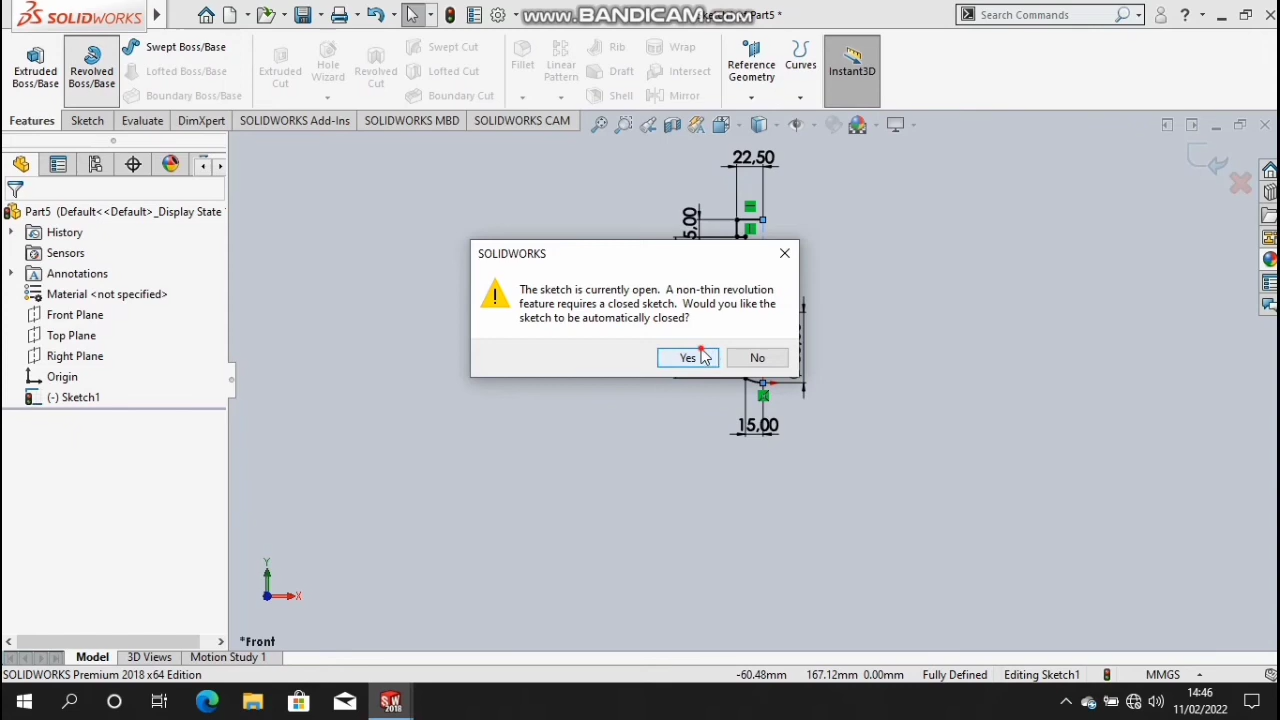 SOLIDWORKS
www.BANDICAM.com
Part5 *
Search Commands
?
Extruded Boss/Base
Revolved Boss/Base
Swept Boss/Base
Lofted Boss/Base
Boundary Boss/Base
Extruded Cut
Hole Wizard
Revolved Cut
Swept Cut
Lofted Cut
Boundary Cut
Fillet
Linear Pattern
Rib
Draft
Shell
Wrap
Intersect
Mirror
Reference Geometry
Curves
Instant3D
Features
Sketch
Evaluate
DimXpert
SOLIDWORKS Add-Ins
SOLIDWORKS MBD
SOLIDWORKS CAM
Part5 (Default<<Default>_Display State
History
Sensors
Annotations
Material <not specified>
Front Plane
Top Plane
Right Plane
Origin
(-) Sketch1
22,50
5,00
SOLIDWORKS
The sketch is currently open. A non-thin revolution
feature requires a closed sketch. Would you like the
sketch to be automatically closed?
Yes
No
15,00
Y
X
*Front
Model
3D Views
Motion Study 1
SOLIDWORKS Premium 2018 x64 Edition
-60.48mm
167.12mm 0.00mm
Fully Defined
Editing Sketch1
MMGS
SW
2018
14:46
11/02/2022